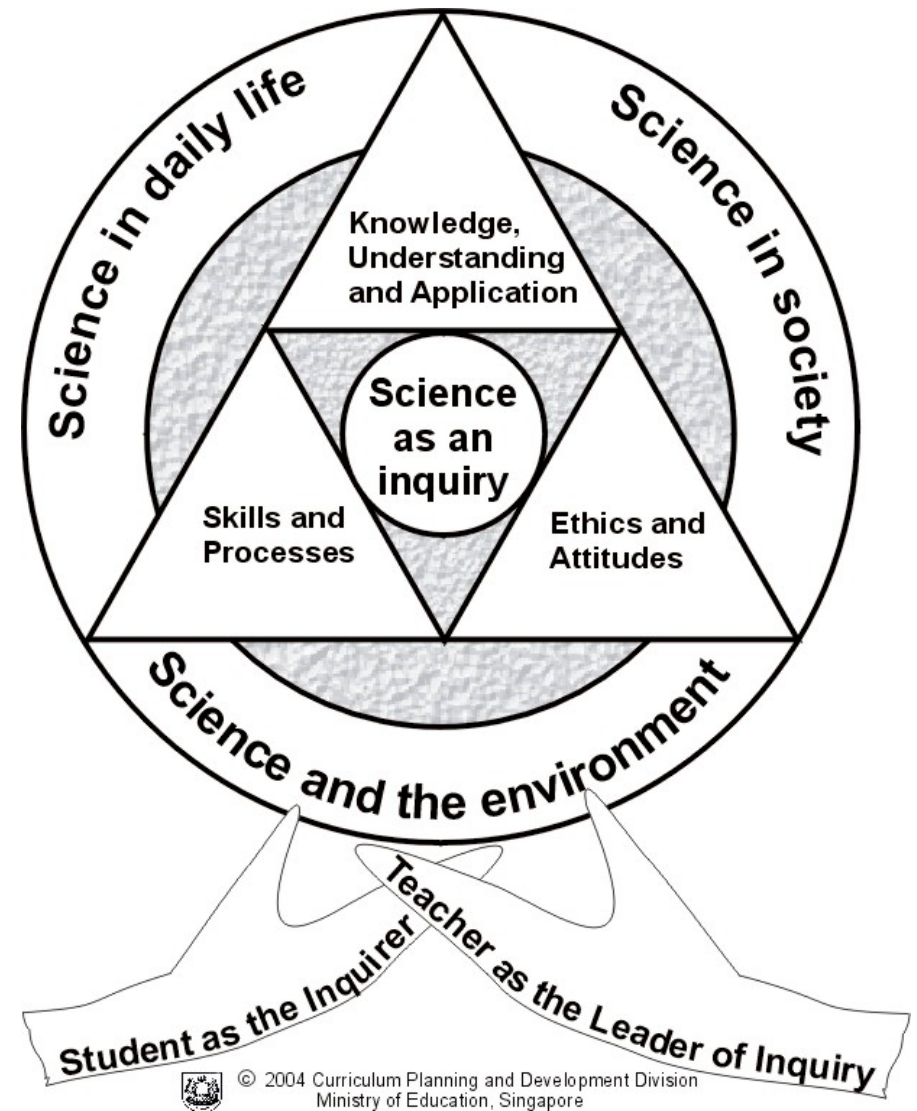 Science in daily life
Science in society
Knowledge,
Understanding
and Application
Science
as an
inquiry
Skills and
Processes
Ethics and
Attitudes
Science and the environment
Student as the Inquirer
Teacher as the Leader of Inquiry
© 2004 Curriculum Planning and Development Division
Ministry of Education, Singapore